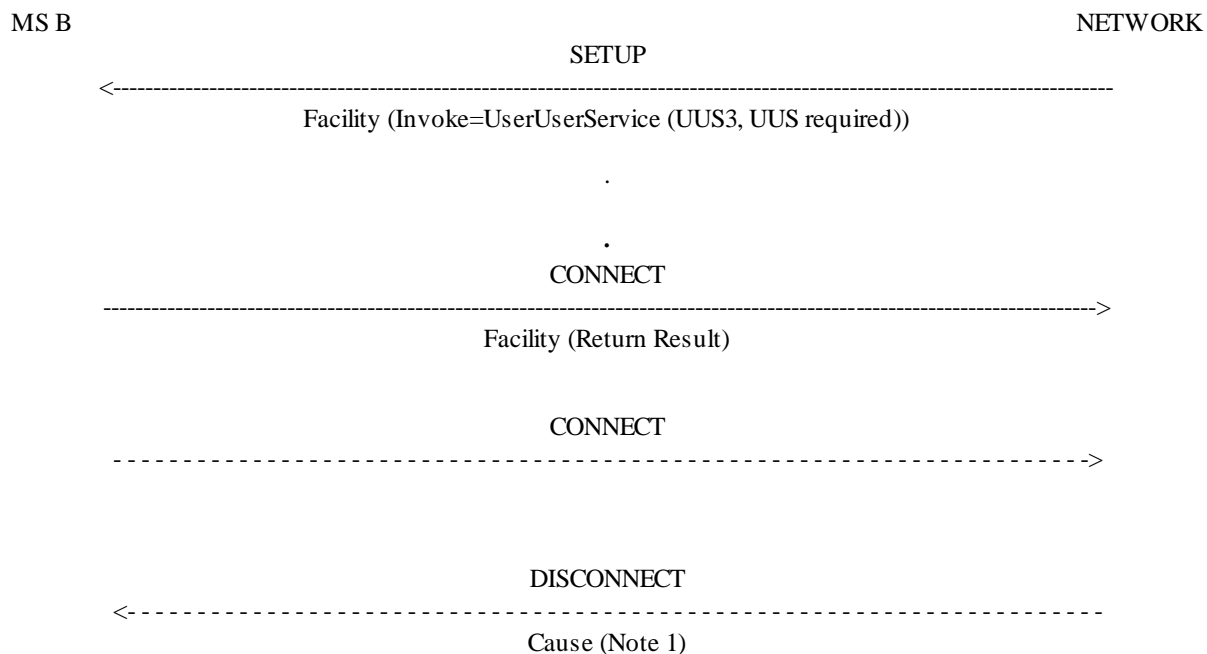 MS B NETWORK
SETUP
<------------------------------------------------------------------------------------------------------------------------------
Facility (Invoke=UserUserService (UUS3, UUS required))
.
.
CONNECT
----------------------------------------------------------------------------------------------------------------------------->
Facility (Return Result)
CONNECT
- - - - - - - - - - - - - - - - - - - - - - - - - - - - - - - - - - - - - - - - - - - - - - - - - - - - - - - - - - - - - - - - - - - - - ->
DISCONNECT
<- - - - - - - - - - - - - - - - - - - - - - - - - - - - - - - - - - - - - - - - - - - - - - - - - - - - - - - - - - - - - - - - - - - - - -
Cause (Note 1)